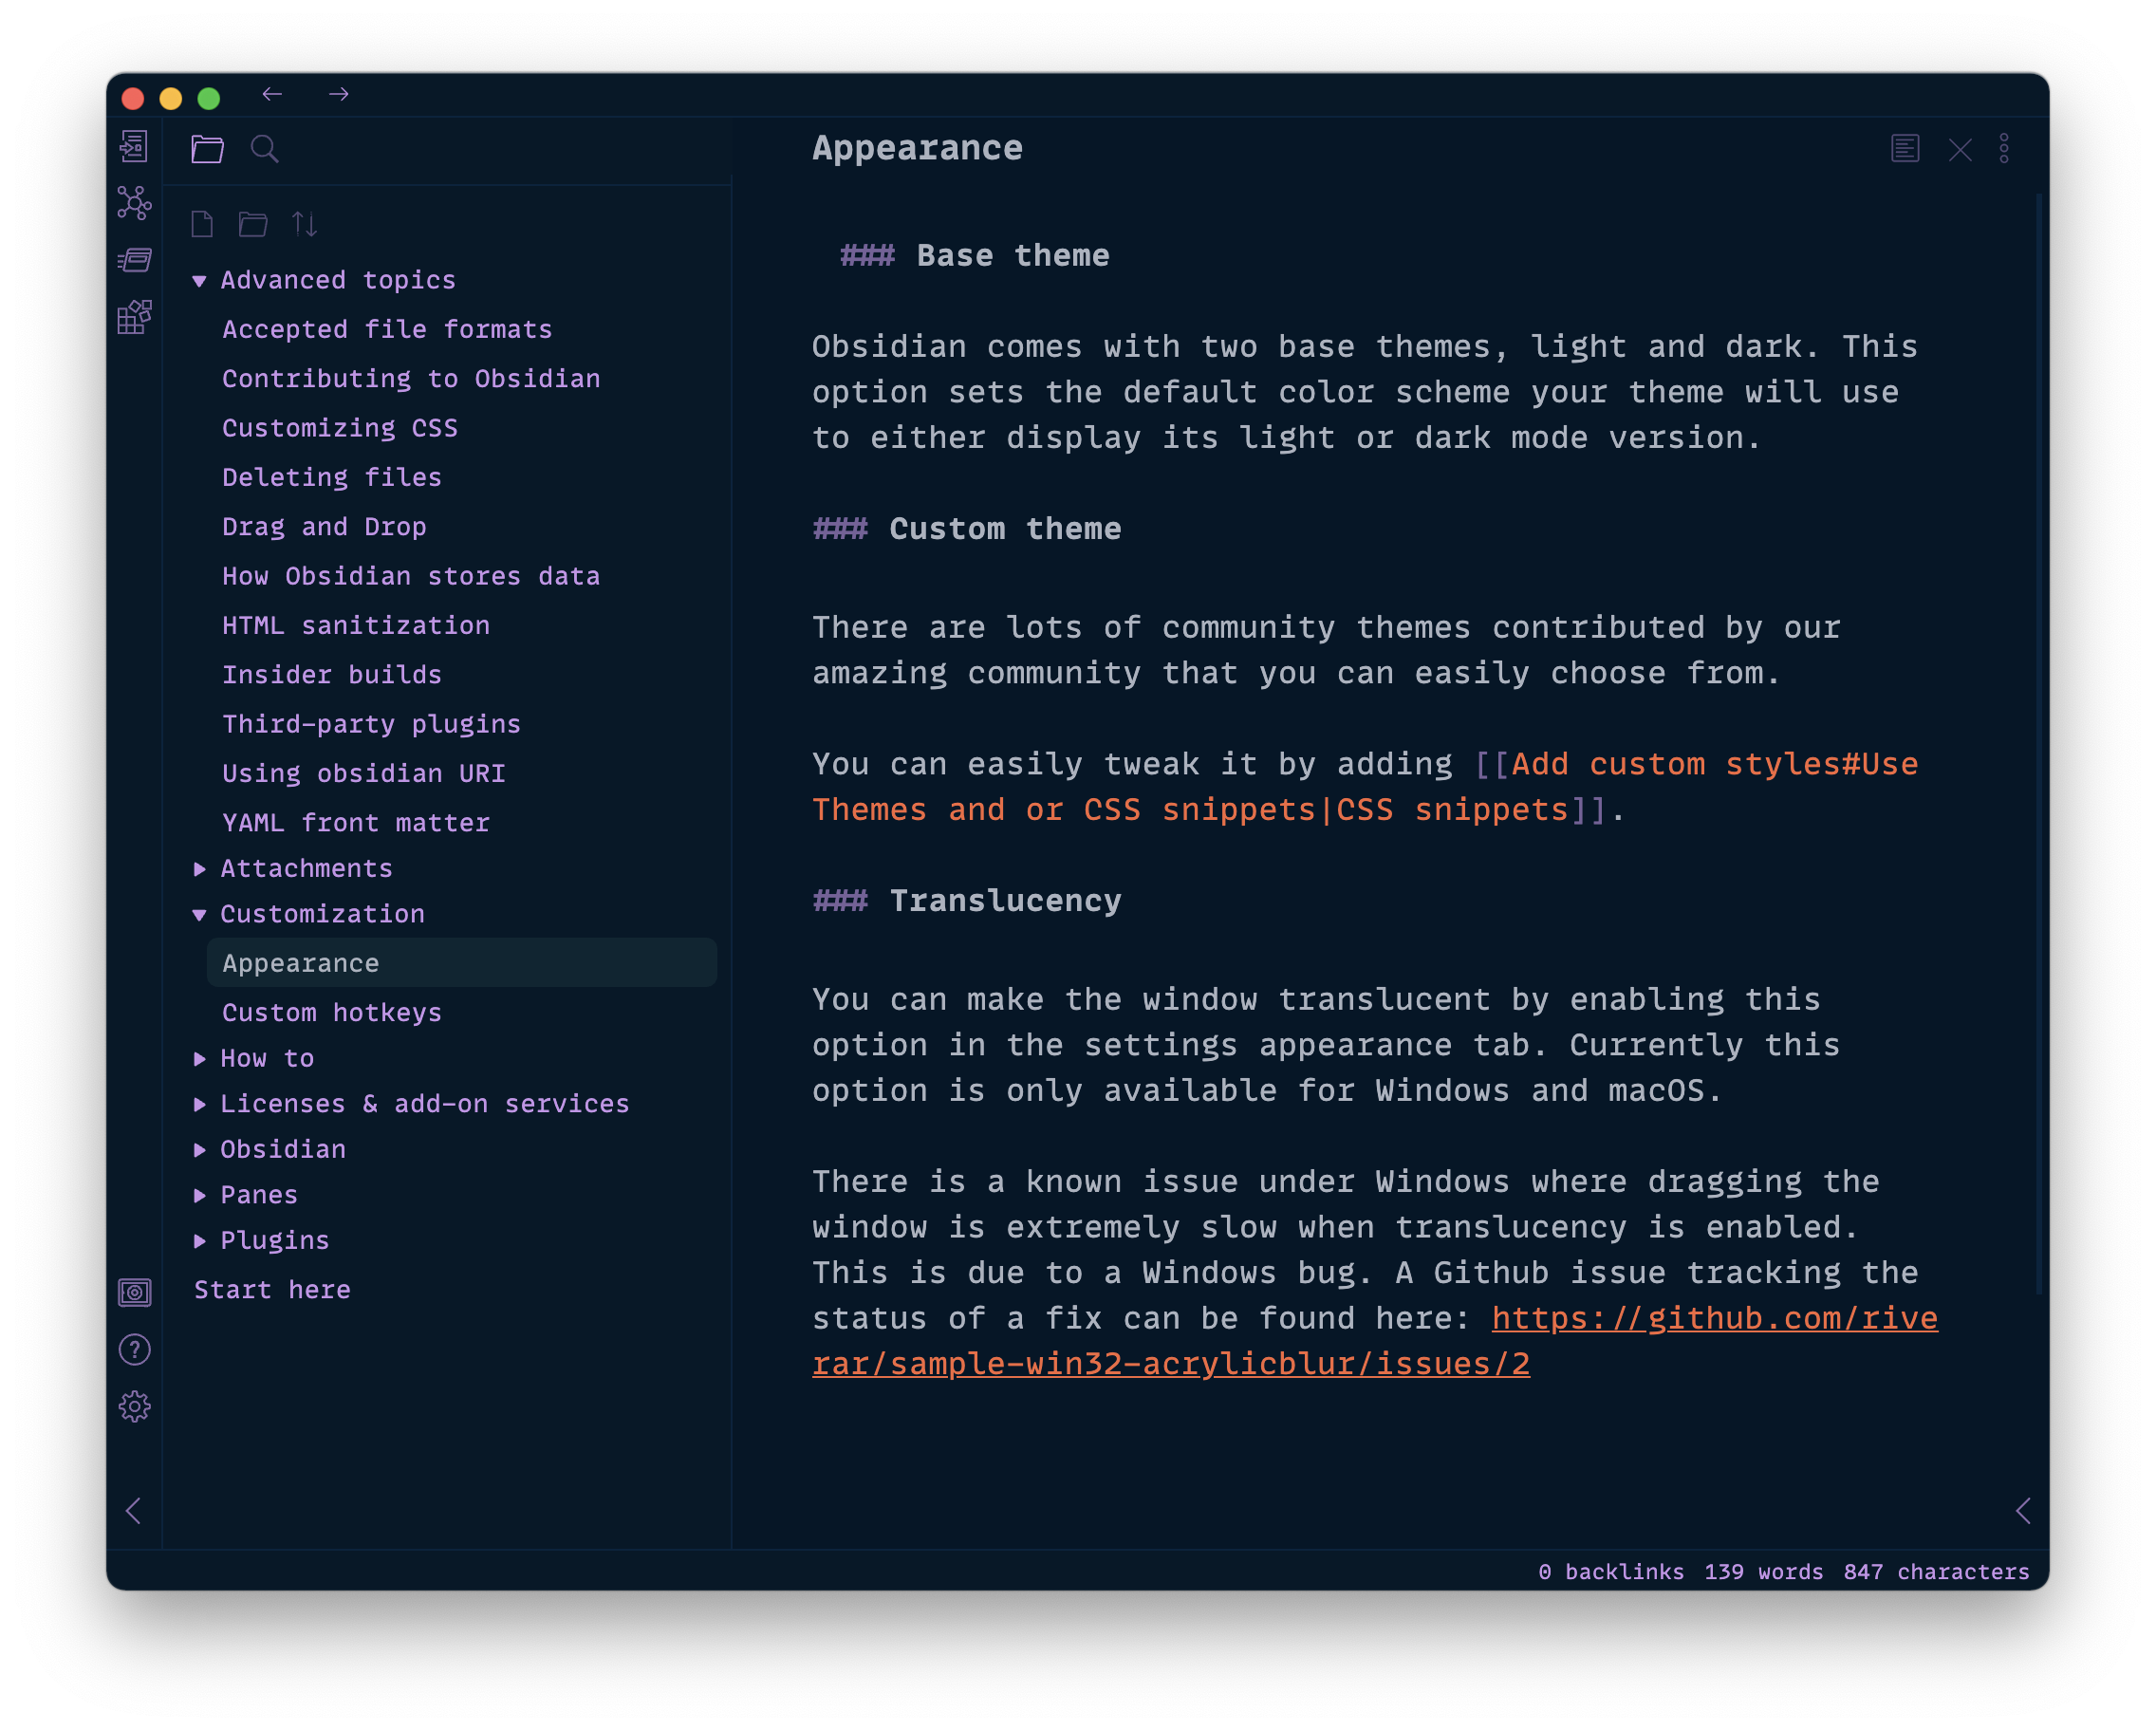 Advanced topics
Accepted file formats
Contributing to Obsidian
Customizing CSS
Deleting files
Drag and Drop
How Obsidian stores data
HTML sanitization
Insider builds
Third-party plugins
Using obsidian URI
YAML front matter
Attachments
Customization
Appearance
Custom hotkeys
How to
Licenses & add-on services
Obsidian
Panes
Plugins
Start here
Appearance
### Base theme
Obsidian comes with two base themes, light and dark. This
option sets the default color scheme your theme will use
to either display its light or dark mode version.
### Custom theme
There are lots of community themes contributed by our
amazing community that you can easily choose from.
You can easily tweak it by adding [[Add custom styles#Use
Themes and or CSS snippets|CSS snippets]].
### Translucency
You can make the window translucent by enabling this
option in the settings appearance tab. Currently this
option is only available for Windows and macOS.
There is a known issue under Windows where dragging the
window is extremely slow when translucency is enabled.
This is due to a Windows bug. A Github issue tracking the
status of a fix can be found here: https://github.com/rive
rar/sample-win32-acrylicblur/issues/2
0 backlinks 139 words 847 characters